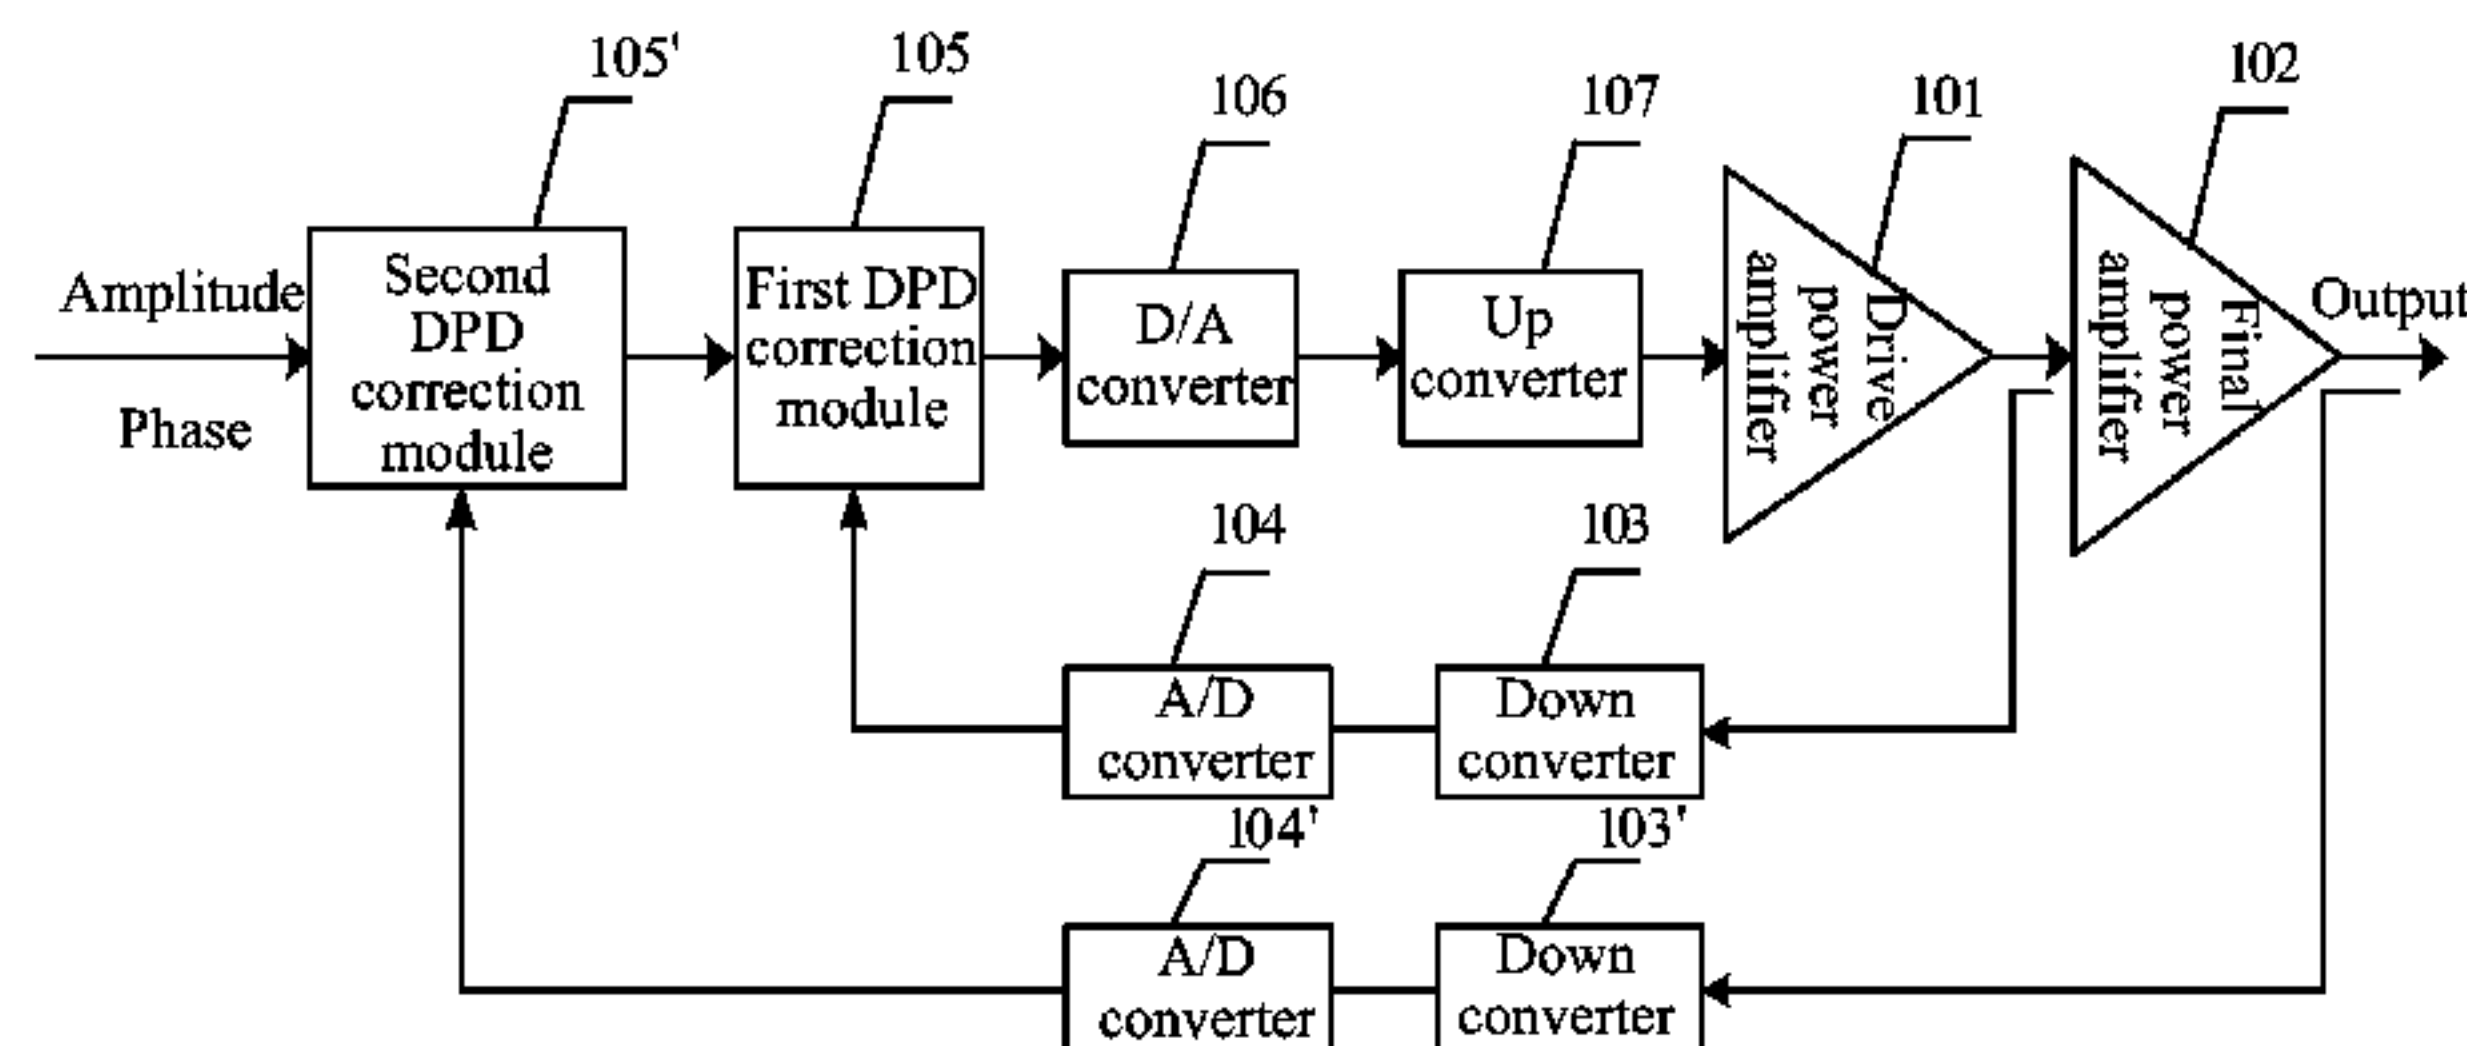 105'
105
106
107
101
102
Amplitude
Phase
Second
DPD
correction
module
First DPD
correction
module
D/A
converter
Up
converter
Drive
power
amplifier
Final
power
amplifier
Output
104
103
A/D
converter
Down
converter
104'
103'
A/D
converter
Down
converter